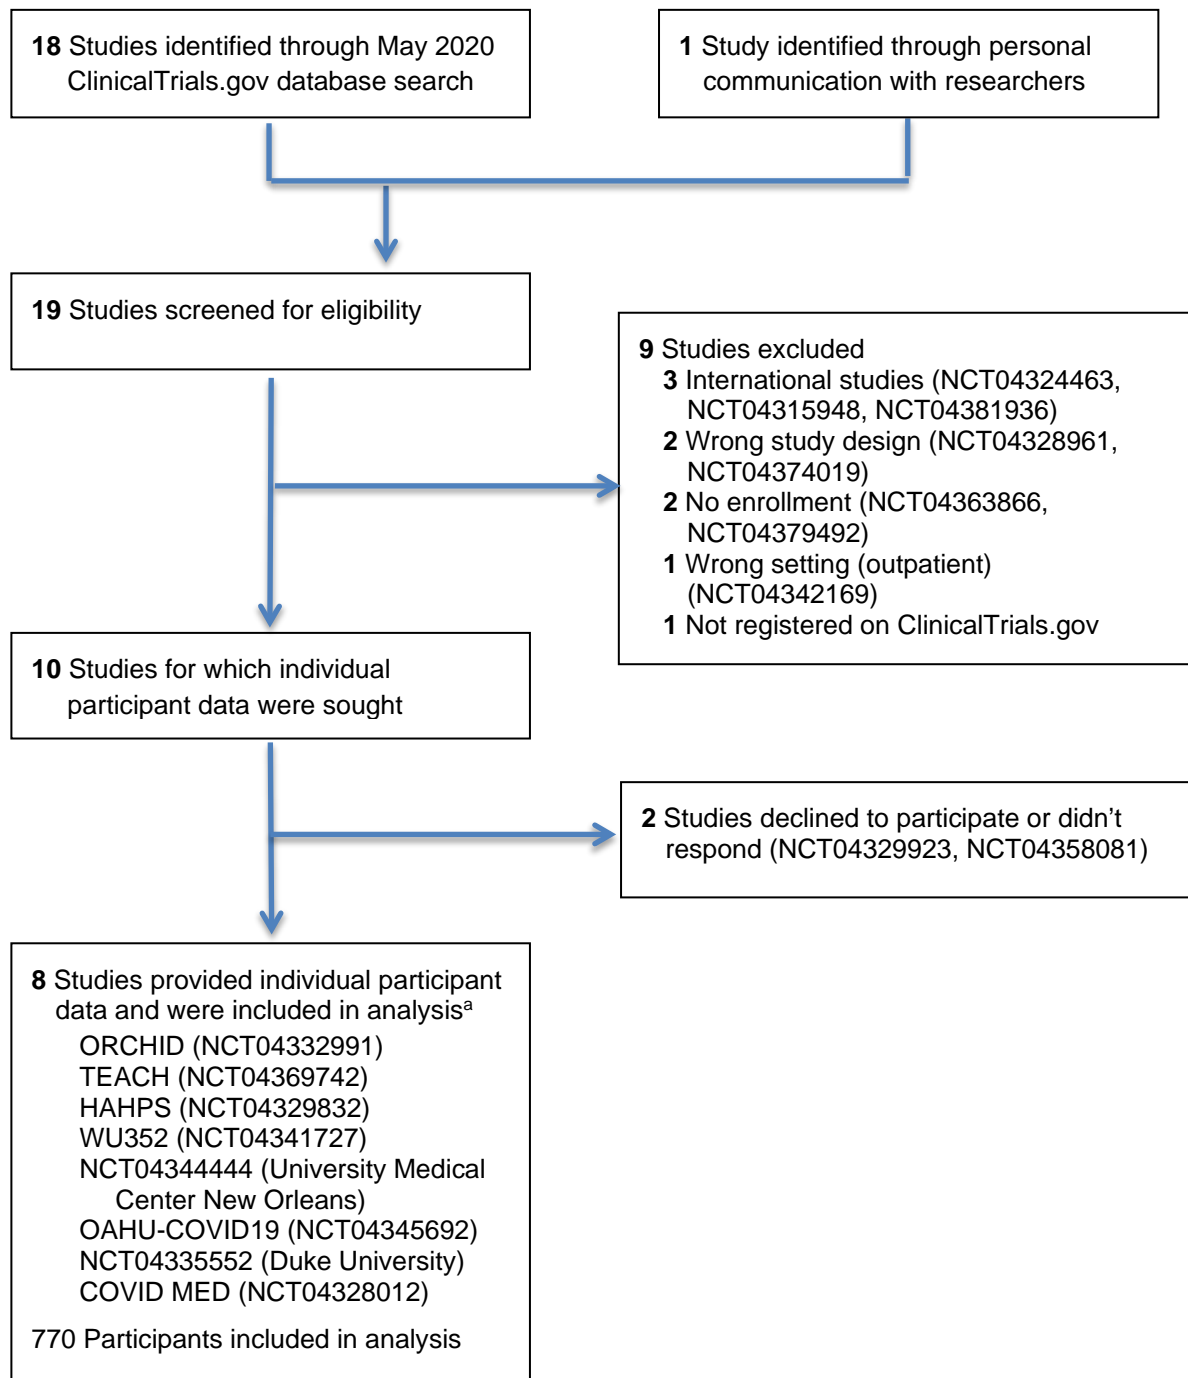 18 Studies identified through May 2020
ClinicalTrials.gov database search
1 Study identified through personal
communication with researchers
19 Studies screened for eligibility
9 Studies excluded
3 International studies (NCT04324463,
NCT04315948, NCT04381936)
2 Wrong study design (NCT04328961,
NCT04374019)
2 No enrollment (NCT04363866,
NCT04379492)
1 Wrong setting (outpatient)
(NCT04342169)
1 Not registered on ClinicalTrials.gov
10 Studies for which individual
participant data were sought
2 Studies declined to participate or didn’t
respond (NCT04329923, NCT04358081)
8 Studies provided individual participant
data and were included in analysisᵃ
ORCHID (NCT04332991)
TEACH (NCT04369742)
HAHPS (NCT04329832)
WU352 (NCT04341727)
NCT04344444 (University Medical
Center New Orleans)
OAHU-COVID19 (NCT04345692)
NCT04335552 (Duke University)
COVID MED (NCT04328012)
770 Participants included in analysis